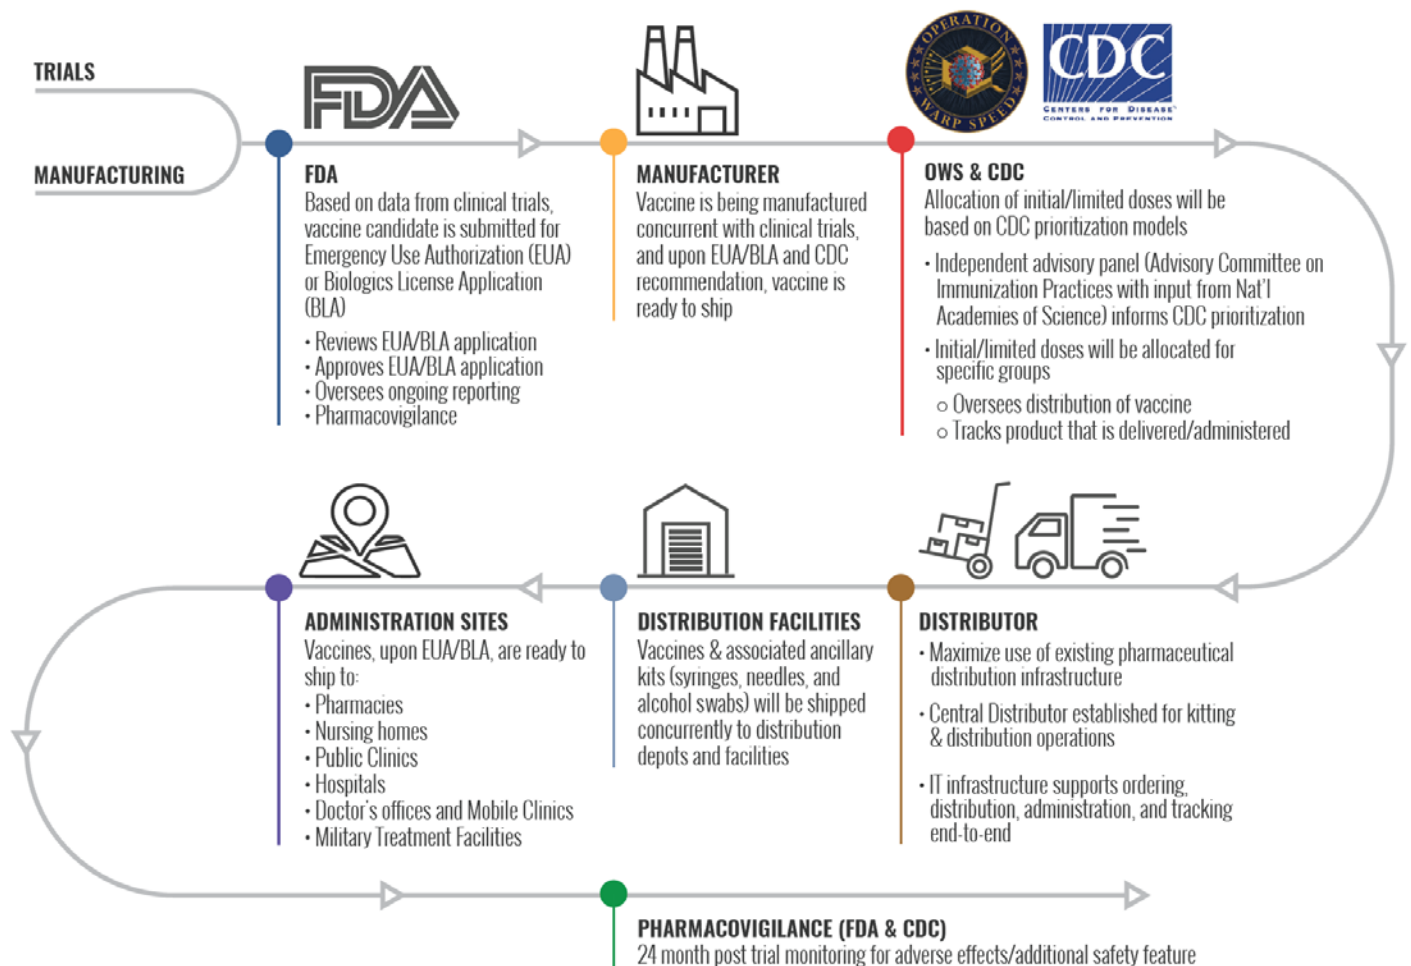 TRIALS
MANUFACTURING
FDA
FDA
Based on data from clinical trials,
vaccine candidate is submitted for
Emergency Use Authorization (EUA)
or Biologics License Application
(BLA)
• Reviews EUA/BLA application
• Approves EUA/BLA application
• Oversees ongoing reporting
• Pharmacovigilance
MANUFACTURER
Vaccine is being manufactured
concurrent with clinical trials,
and upon EUA/BLA and CDC
recommendation, vaccine is
ready to ship
OPERATION
WARP SPEED
CDC
CENTERS FOR DISEASE
CONTROL AND PREVENTION
OWS & CDC
Allocation of initial/limited doses will be
based on CDC prioritization models
• Independent advisory panel (Advisory Committee on
Immunization Practices with input from Nat'l
Academies of Science) informs CDC prioritization
• Initial/limited doses will be allocated for
specific groups
○ Oversees distribution of vaccine
○ Tracks product that is delivered/administered
DISTRIBUTOR
• Maximize use of existing pharmaceutical
distribution infrastructure
• Central Distributor established for kitting
& distribution operations
• IT infrastructure supports ordering,
distribution, administration, and tracking
end-to-end
DISTRIBUTION FACILITIES
Vaccines & associated ancillary
kits (syringes, needles, and
alcohol swabs) will be shipped
concurrently to distribution
depots and facilities
ADMINISTRATION SITES
Vaccines, upon EUA/BLA, are ready to
ship to:
• Pharmacies
• Nursing homes
• Public Clinics
• Hospitals
• Doctor's offices and Mobile Clinics
• Military Treatment Facilities
PHARMACOVIGILANCE (FDA & CDC)
24 month post trial monitoring for adverse effects/additional safety feature